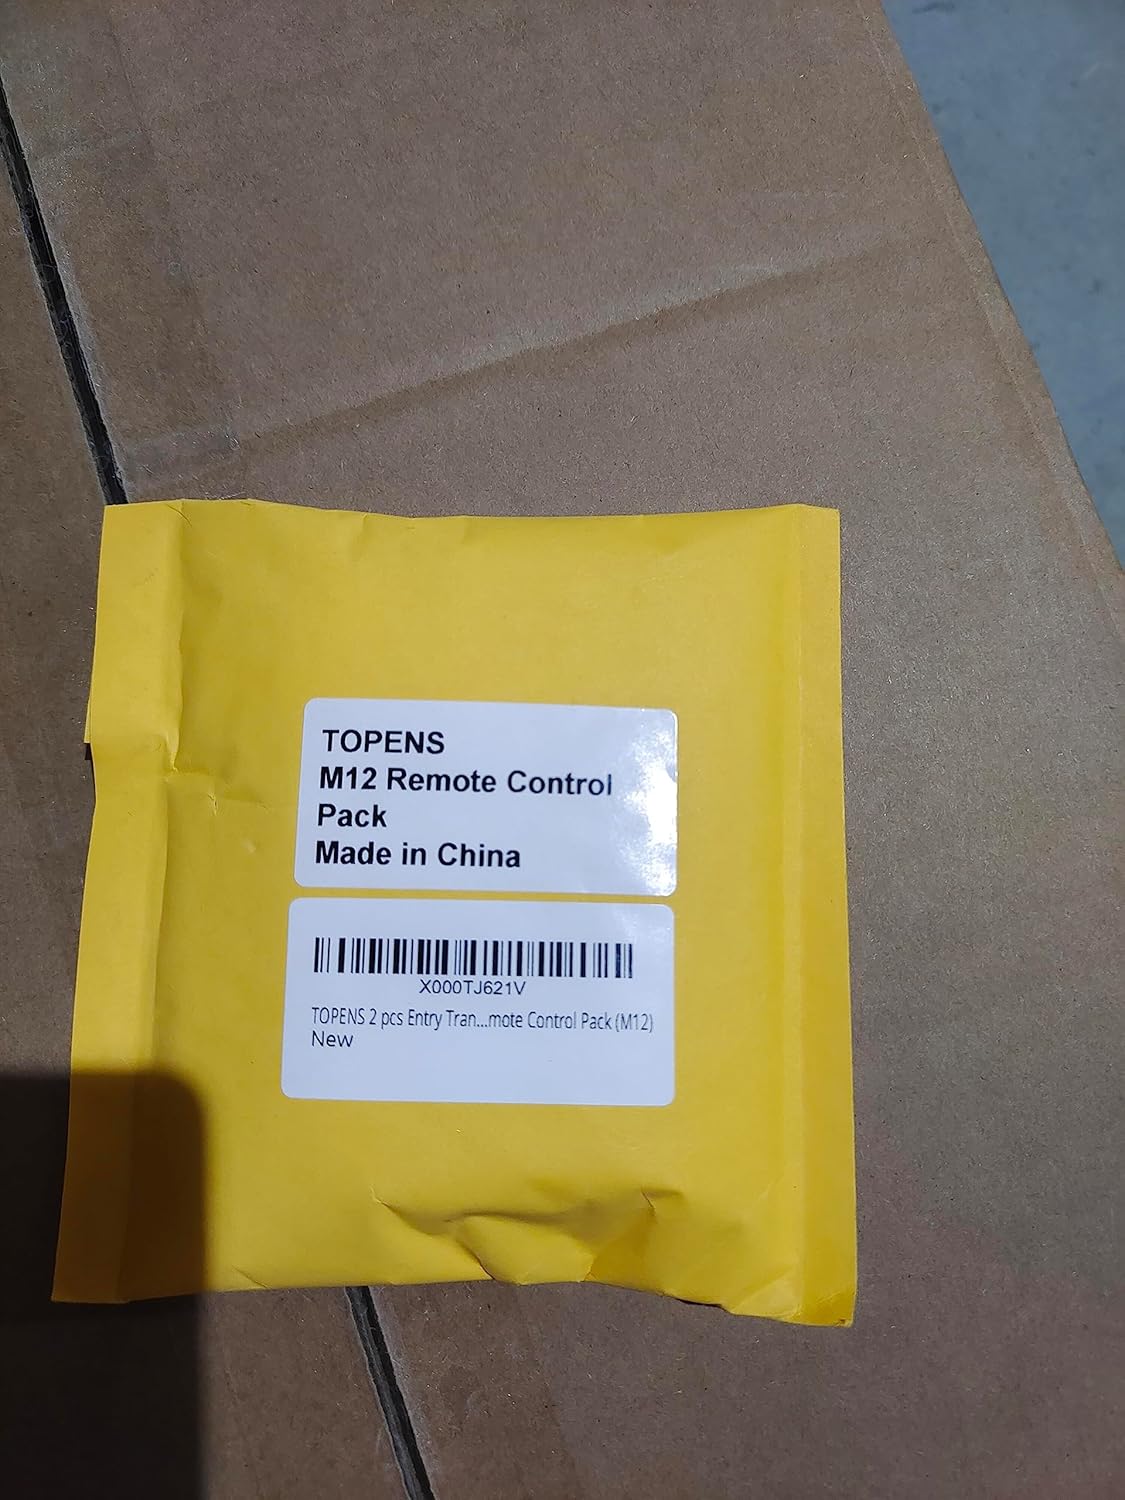 TOPENS
M12 Remote Control
Pack
Made in China
X000TJ621V
TOPENS 2 pcs Entry Tran...mote Control Pack (M12)
New